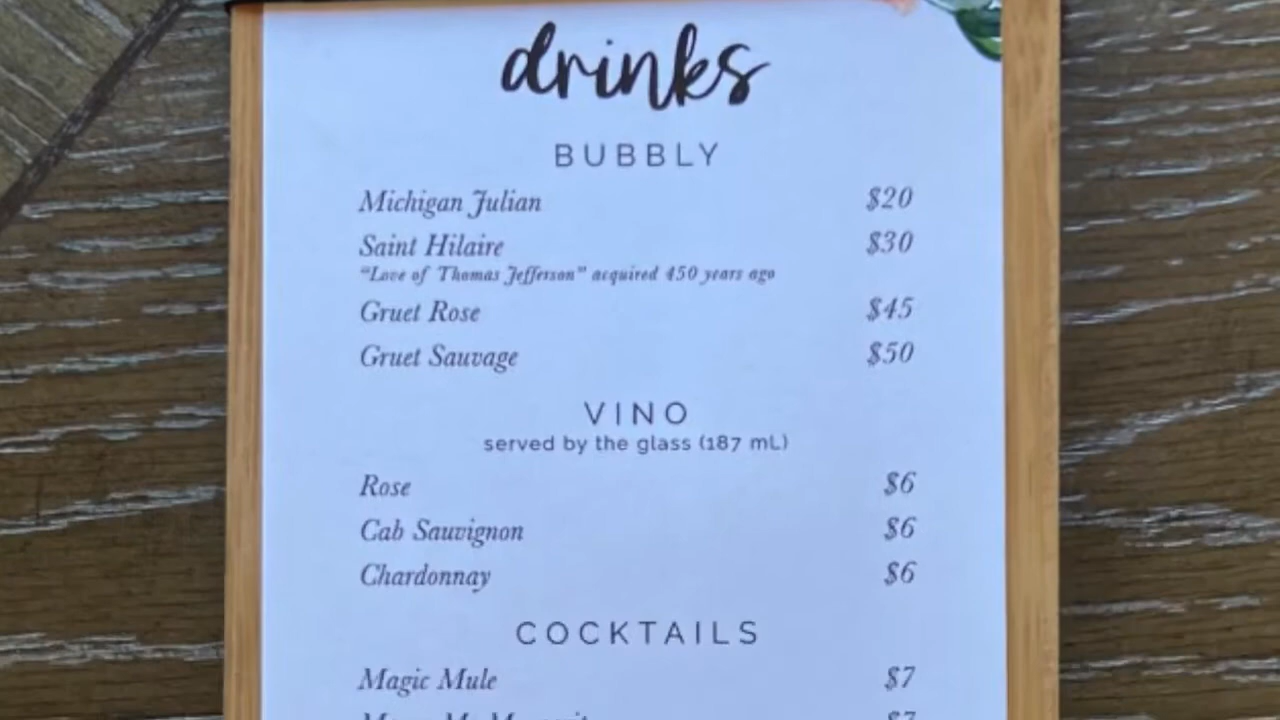 drinks
BUBBLY
Michigan Julian $20
Saint Hilaire $30
"Love of Thomas Jefferson" acquired 450 years ago
Gruet Rose $45
Gruet Sauvage $50
VINO
served by the glass (187 mL)
Rose $6
Cab Sauvignon $6
Chardonnay $6
COCKTAILS
Magic Mule $7
$7